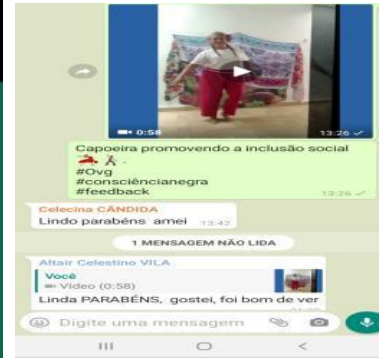 0:58
13:26
Capoeira promovendo a inclusão social
#Ovg
#consciêncianegra
#feedback
13:26
Celecina CÂNDIDA
Lindo parabéns amei 13:42
1 MENSAGEM NÃO LIDA
Altair Celestino VILA
Você
Vídeo (0:58)
Linda PARABÉNS, gostei, foi bom de ver
Digite uma mensagem